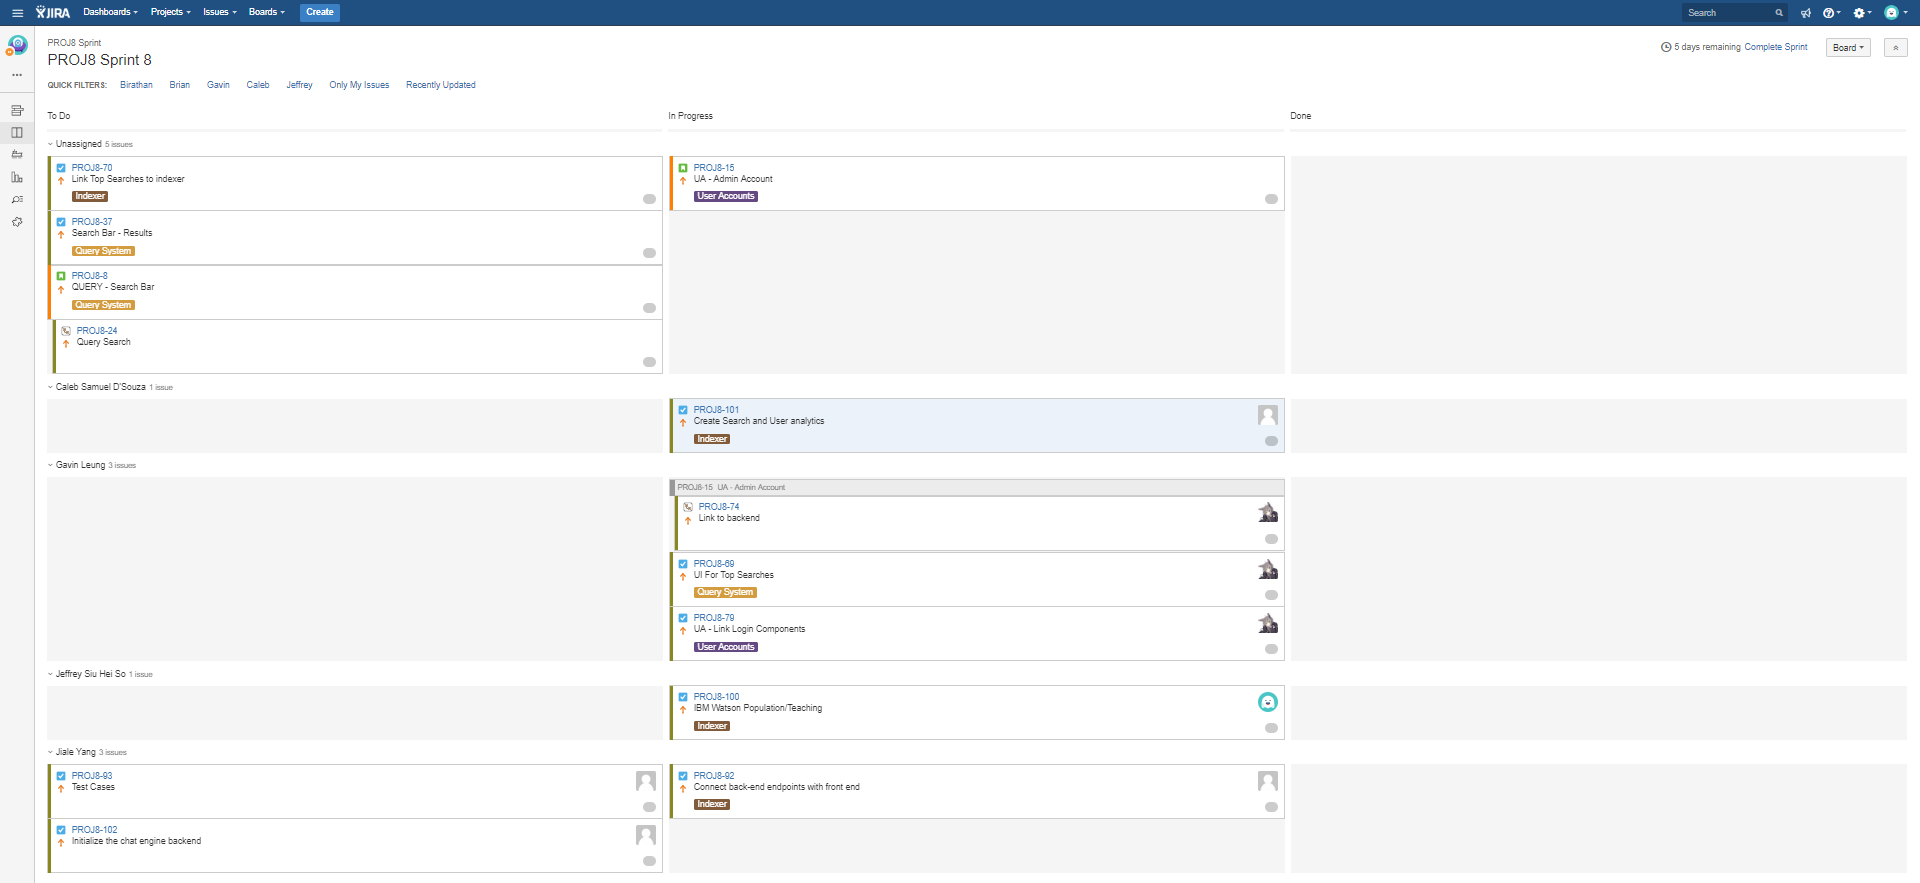 JIRA Dashboards Projects Issues Boards Create Search
PROJ8 Sprint
PROJ8 Sprint 8
5 days remaining Complete Sprint Board
QUICK FILTERS: Birathan Brian Gavin Caleb Jeffrey Only My Issues Recently Updated
To Do In Progress Done
Unassigned 5 issues
PROJ8-70
Link Top Searches to indexer
Indexer
PROJ8-37
Search Bar - Results
Query System
PROJ8-8
QUERY - Search Bar
Query System
PROJ8-24
Query Search
PROJ8-15
UA - Admin Account
User Accounts
Caleb Samuel D'Souza 1 issue
PROJ8-101
Create Search and User analytics
Indexer
Gavin Leung 3 issues
PROJ8-15 UA - Admin Account
PROJ8-74
Link to backend
PROJ8-69
UI For Top Searches
Query System
PROJ8-79
UA - Link Login Components
User Accounts
Jeffrey Siu Hei So 1 issue
PROJ8-100
IBM Watson Population/Teaching
Indexer
Jiale Yang 3 issues
PROJ8-93
Test Cases
PROJ8-102
Initialize the chat engine backend
PROJ8-92
Connect back-end endpoints with front end
Indexer